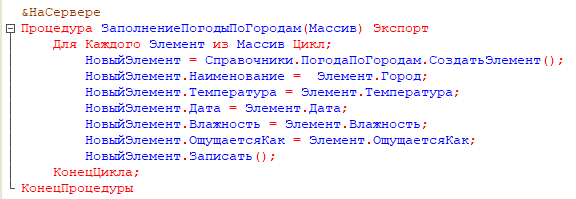 &НаСервере
Процедура ЗаполнениеПогодыПоГородам(Массив) Экспорт
Для Каждого Элемент из Массив Цикл;
НовыйЭлемент = Справочники.ПогодаПоГородам.СоздатьЭлемент();
НовыйЭлемент.Наименование =  Элемент.Город;
НовыйЭлемент.Температура = Элемент.Температура;
НовыйЭлемент.Дата = Элемент.Дата;
НовыйЭлемент.Влажность = Элемент.Влажность;
НовыйЭлемент.ОщущаетсяКак = Элемент.ОщущаетсяКак;
НовыйЭлемент.Записать();
КонецЦикла;
КонецПроцедуры